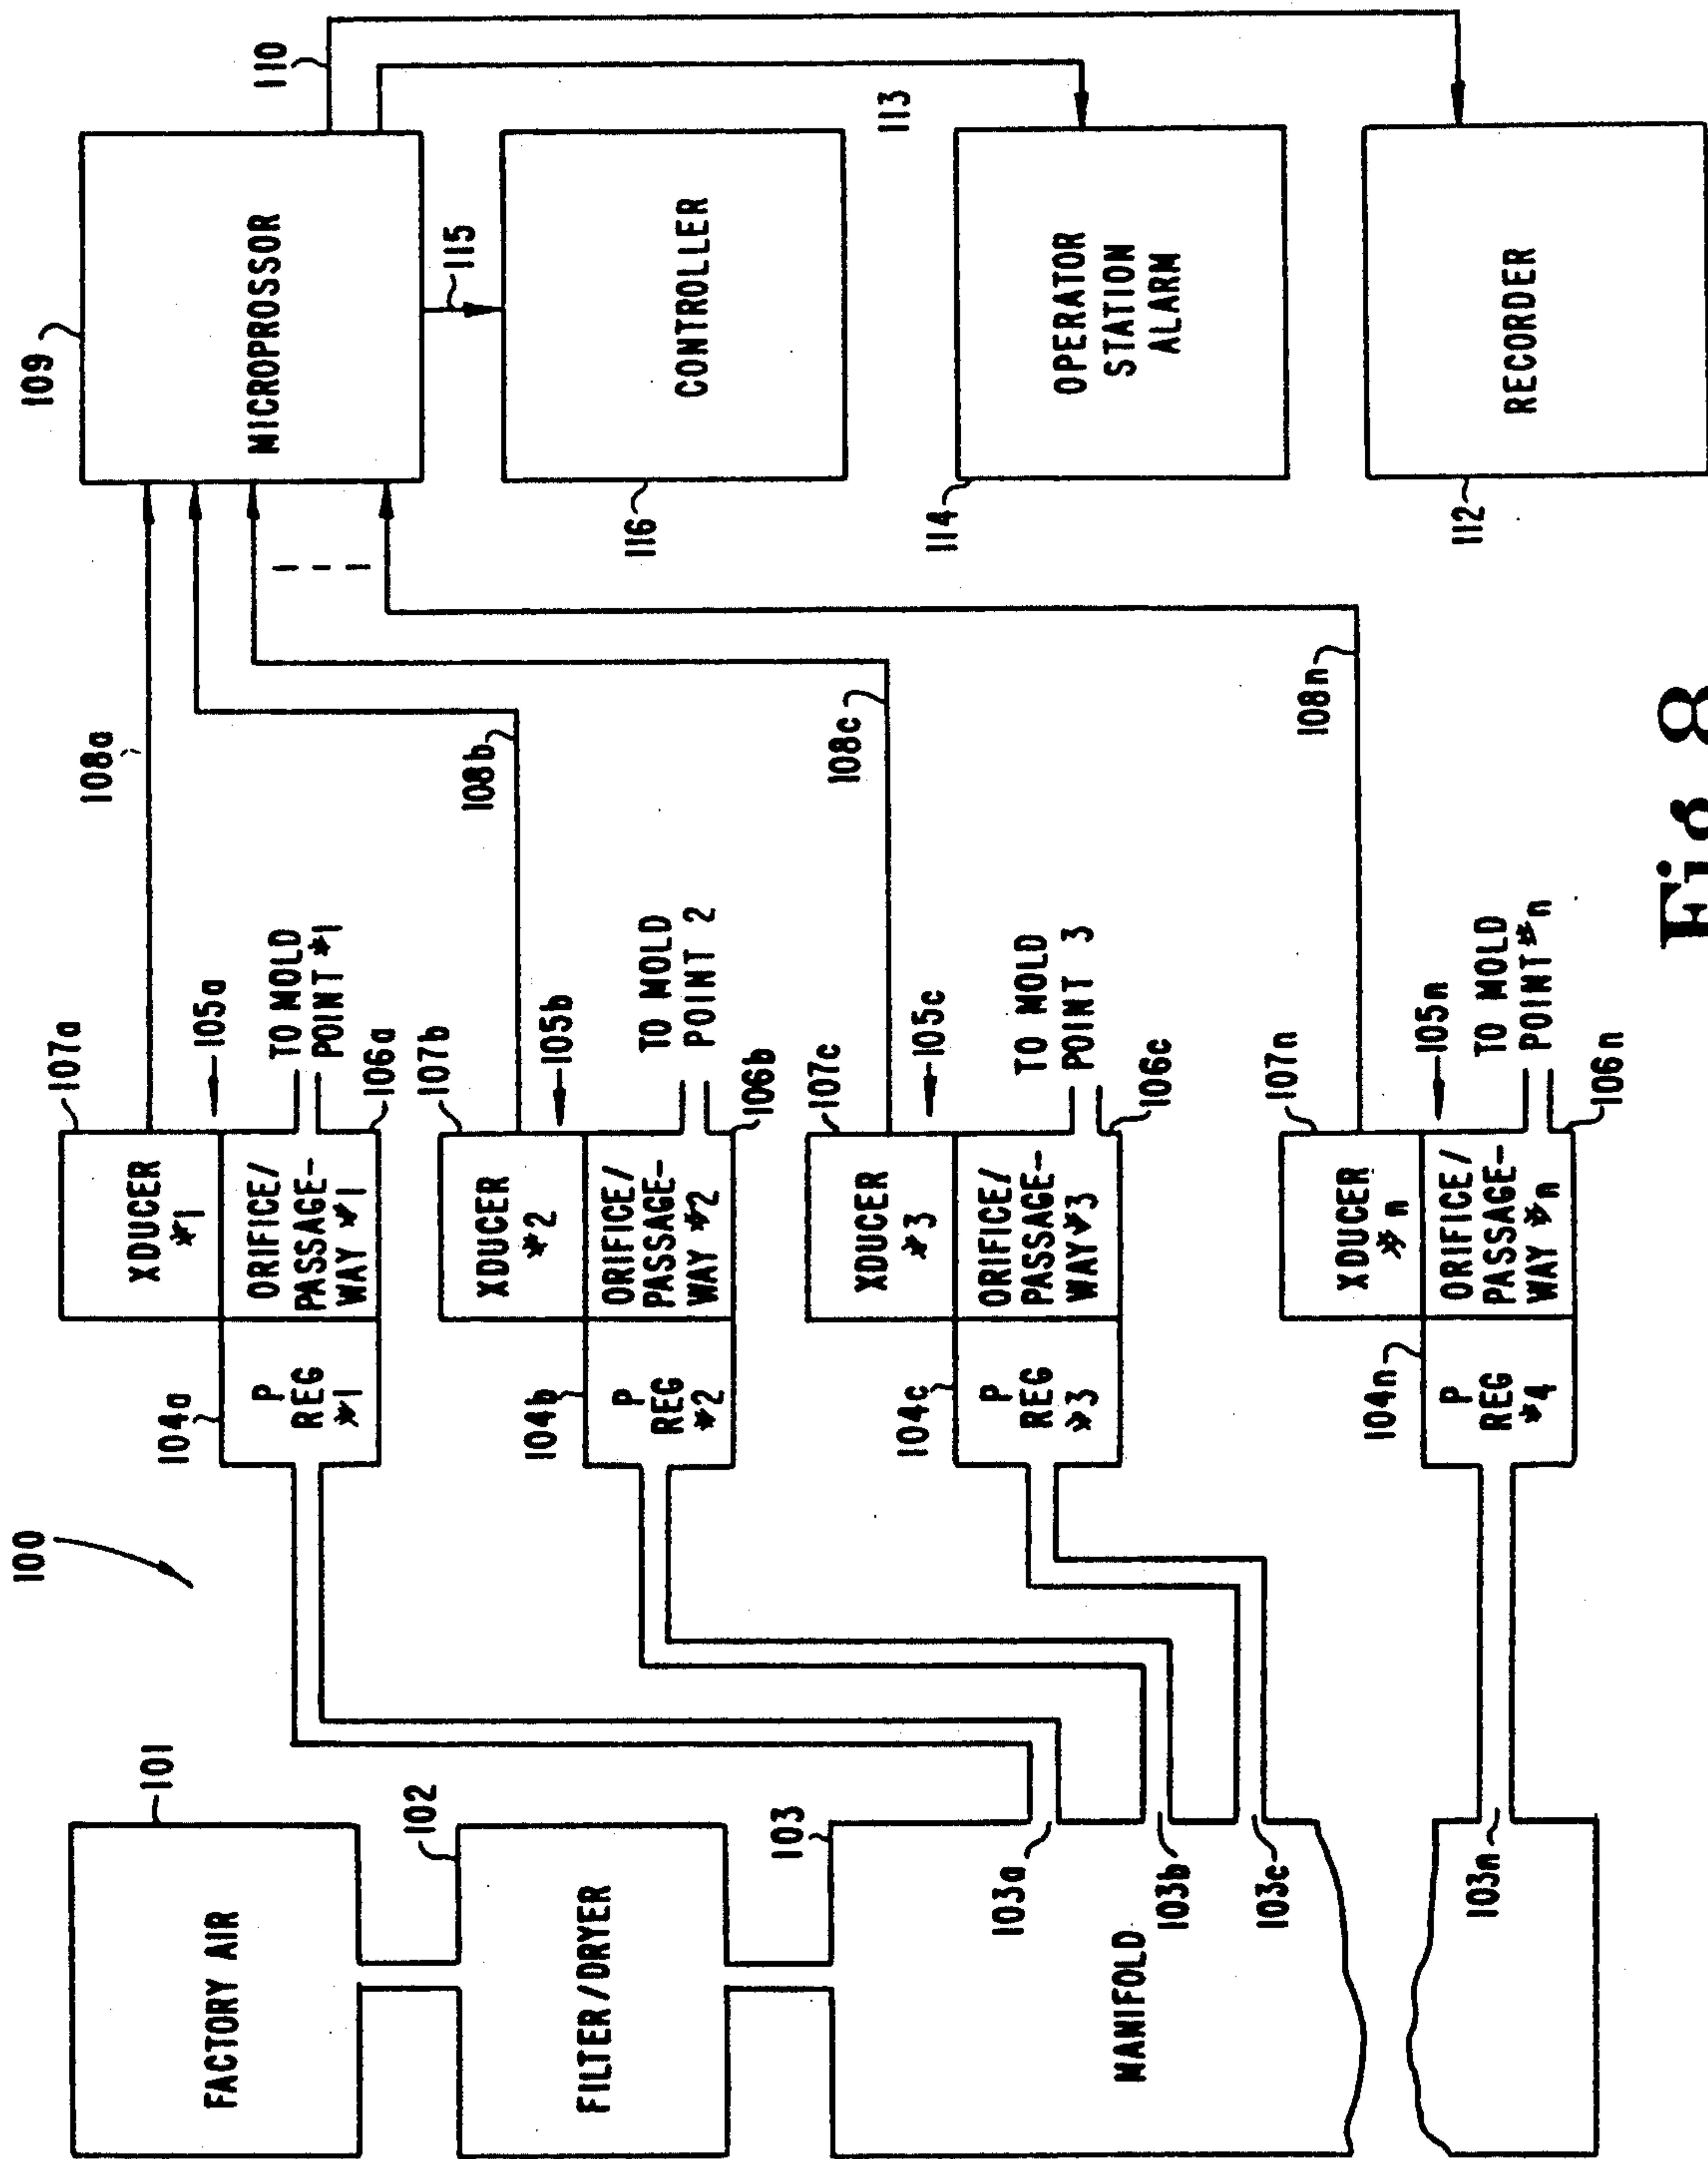 100
101
FACTORY AIR
102
FILTER/DRYER
103
MANIFOLD
103a
103b
103c
103n
104a
P
REG
#1
104b
P
REG
#2
104c
P
REG
#3
104n
P
REG
#4
107a
XDUCER
#1
105a
ORIFICE/
PASSAGE-
WAY #1
106a
TO MOLD
POINT #1
107b
XDUCER
#2
105b
ORIFICE/
PASSAGE-
WAY #2
106b
TO MOLD
POINT 2
107c
XDUCER
#3
105c
ORIFICE/
PASSAGE-
WAY #3
106c
TO MOLD
POINT 3
107n
XDUCER
#n
105n
ORIFICE/
PASSAGE-
WAY #n
106n
TO MOLD
POINT #n
108a
108b
108c
108n
109
MICROPROSSOR
110
115
CONTROLLER
116
113
OPERATOR
STATION
ALARM
114
RECORDER
112
Fig. 8